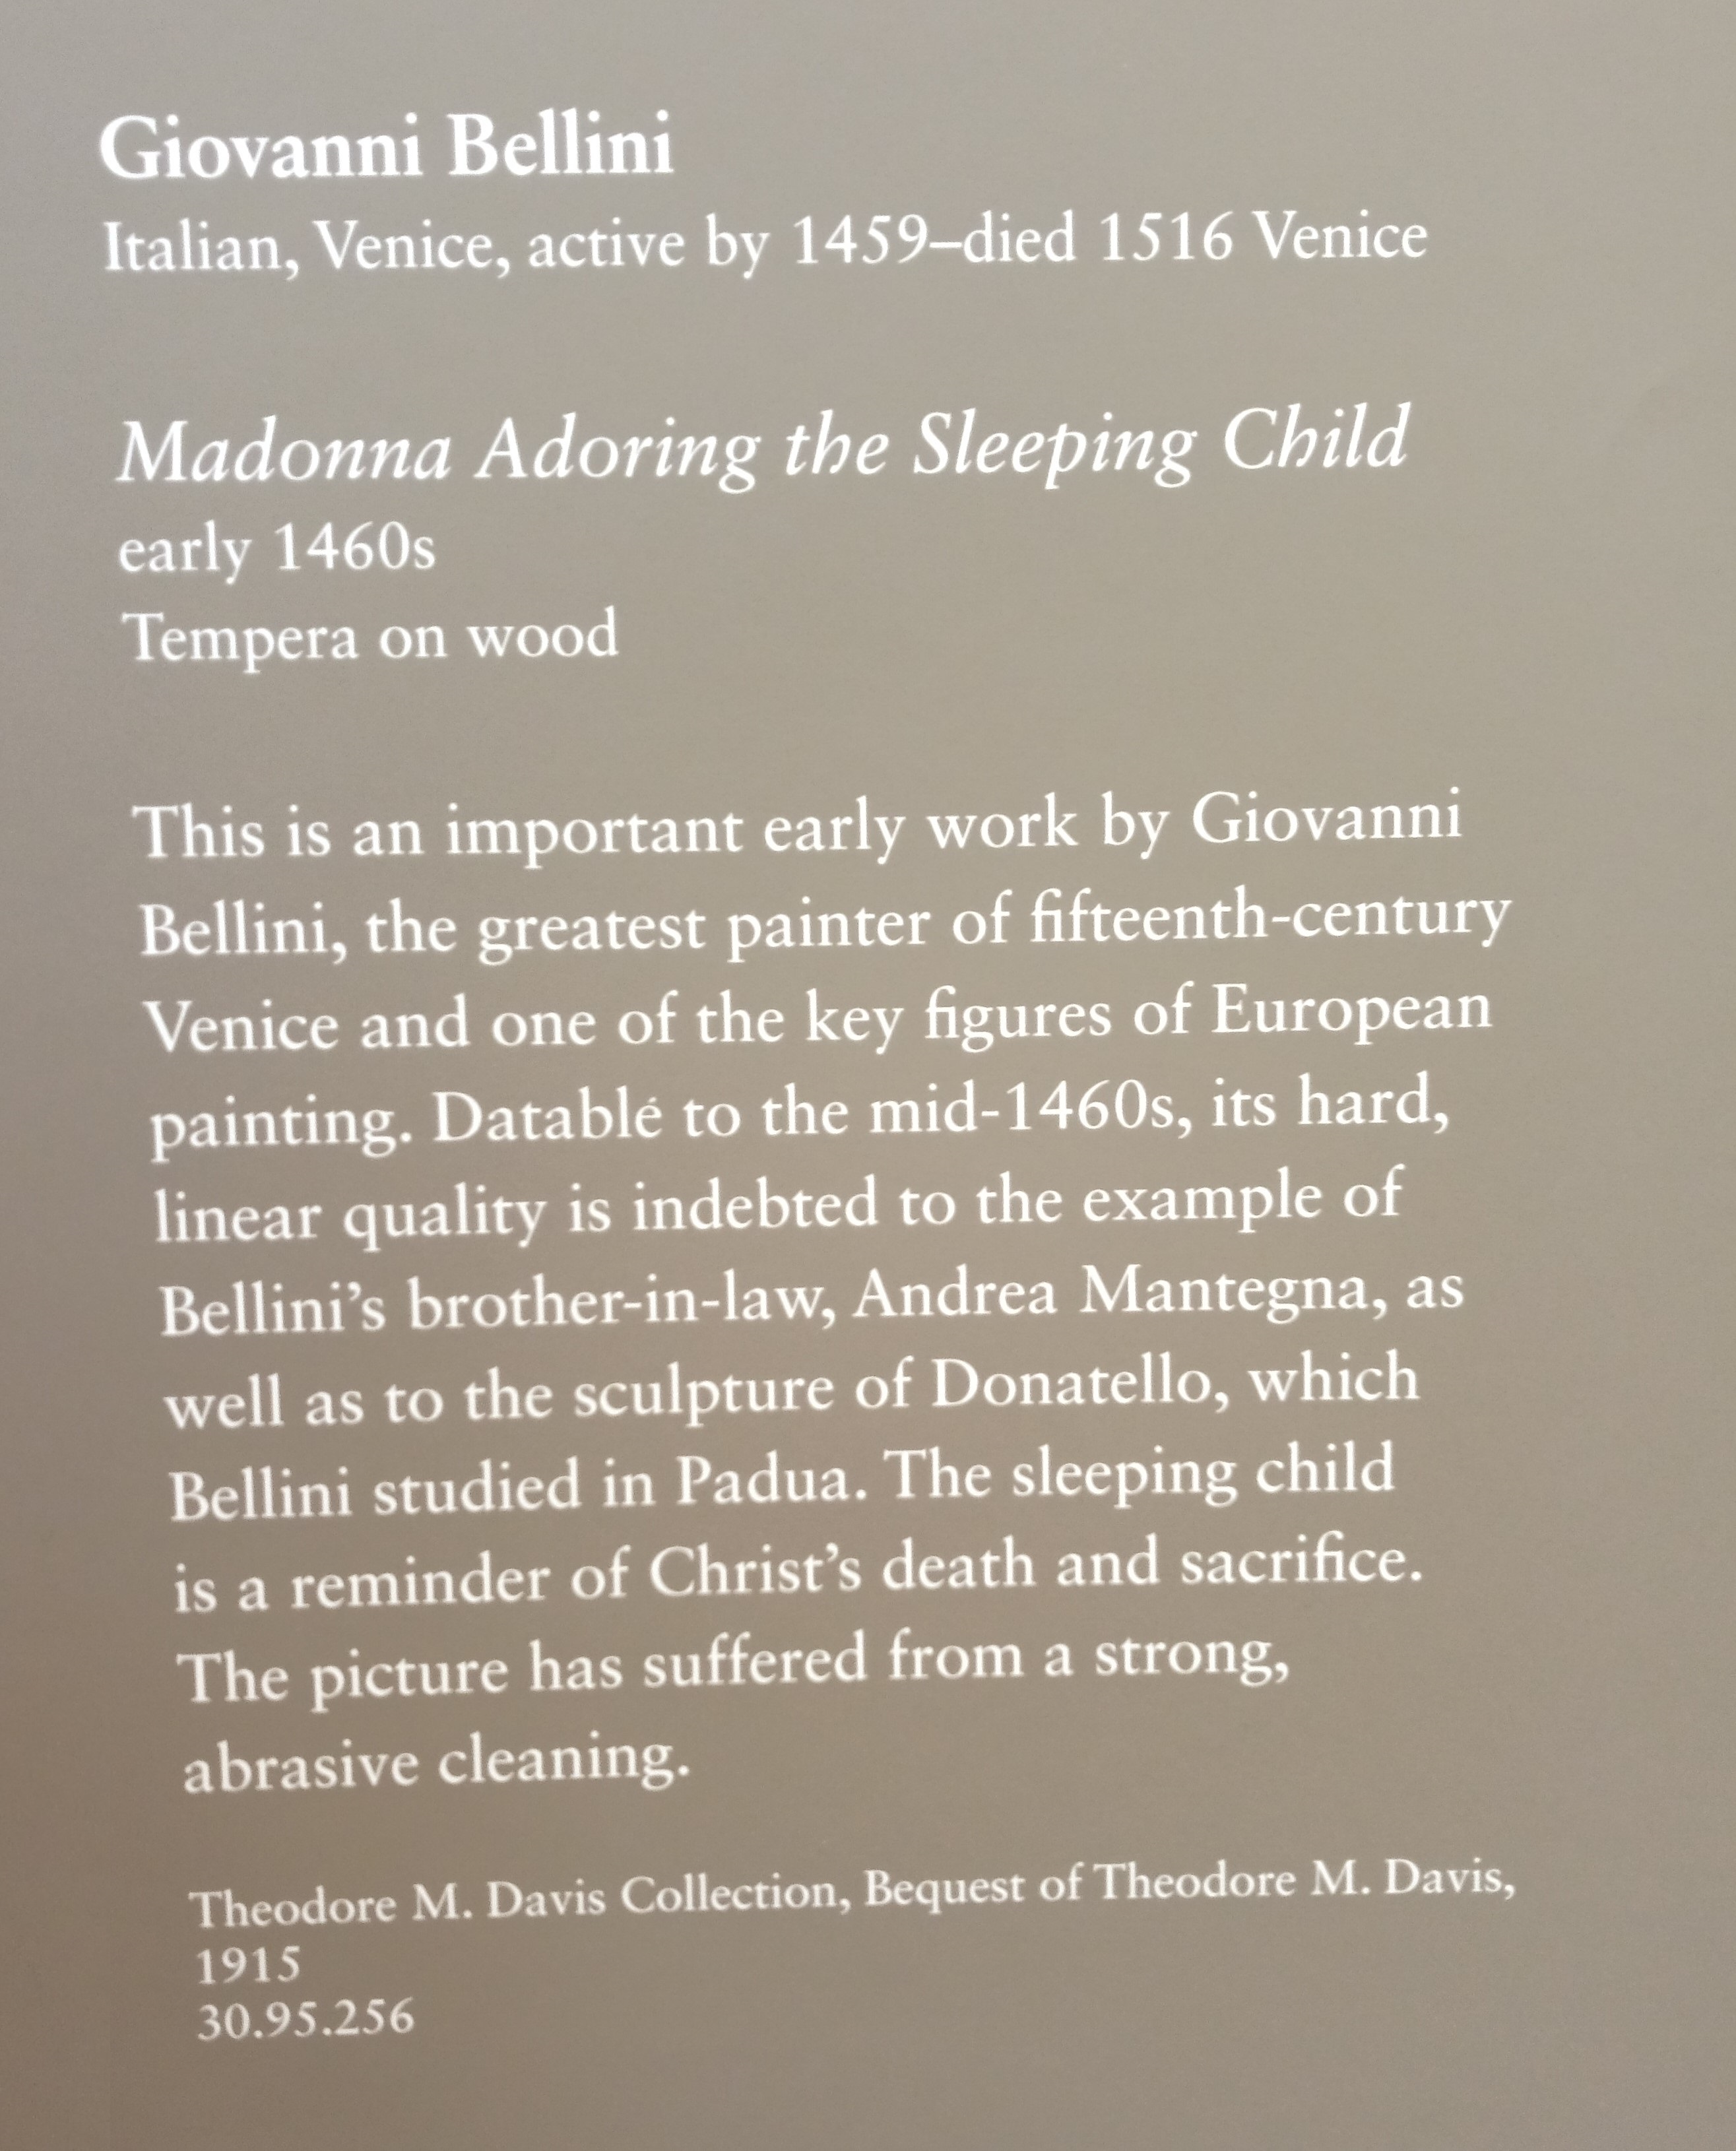 Giovanni Bellini
Italian, Venice, active by 1459–died 1516 Venice
Madonna Adoring the Sleeping Child
early 1460s
Tempera on wood
This is an important early work by Giovanni
Bellini, the greatest painter of fifteenth-century
Venice and one of the key figures of European
painting. Datablé to the mid-1460s, its hard,
linear quality is indebted to the example of
Bellini’s brother-in-law, Andrea Mantegna, as
well as to the sculpture of Donatello, which
Bellini studied in Padua. The sleeping child
is a reminder of Christ’s death and sacrifice.
The picture has suffered from a strong,
abrasive cleaning.
Theodore M. Davis Collection, Bequest of Theodore M. Davis,
1915
30.95.256